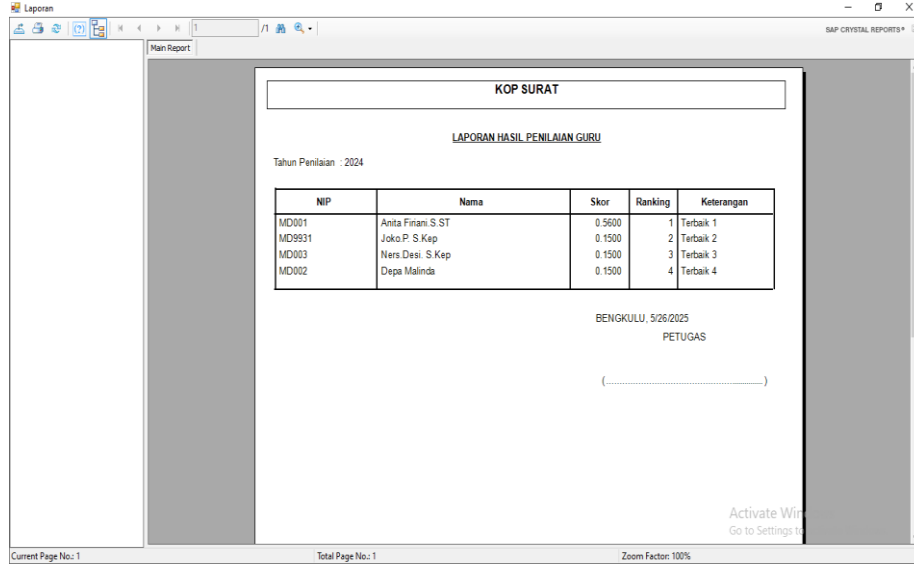 Laporan
1 /1
SAP CRYSTAL REPORTS®
Main Report
KOP SURAT
LAPORAN HASIL PENILAIAN GURU
Tahun Penilaian : 2024
NIP Nama Skor Ranking Keterangan
MD001 Anita Finani.S.ST 0.5600 1 Terbaik 1
MD9931 Joko.P. S.Kep 0.1500 2 Terbaik 2
MD003 Ners.Desi. S.Kep 0.1500 3 Terbaik 3
MD002 Depa Malinda 0.1500 4 Terbaik 4
BENGKULU, 5/26/2025
PETUGAS
(............................................................)
Activate Win
Go to Settings to
Current Page No.: 1 Total Page No.: 1 Zoom Factor: 100%